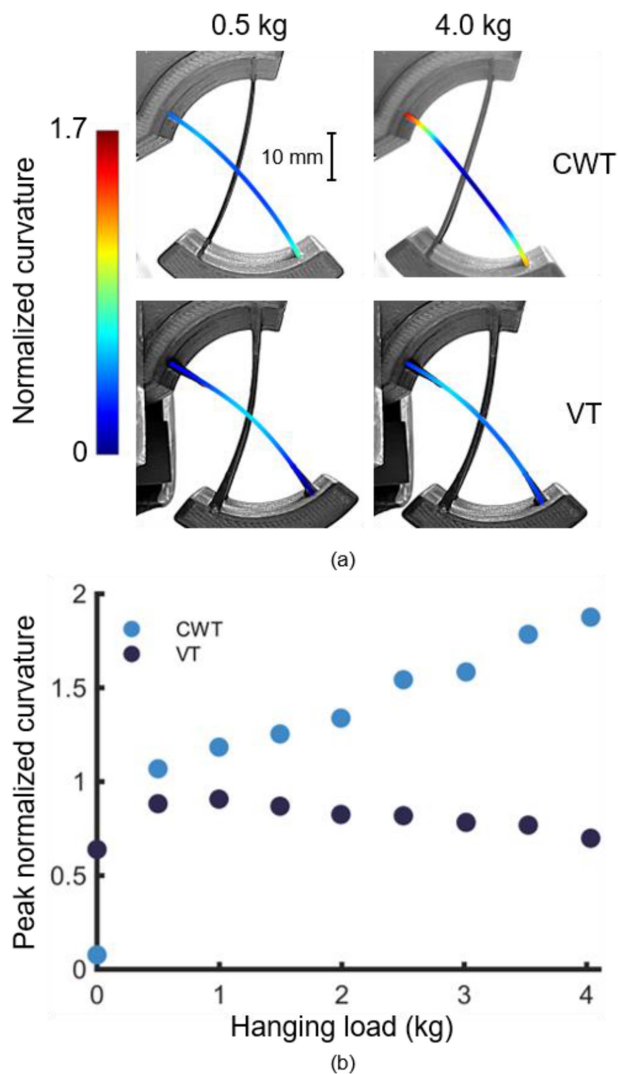 0.5 kg 4.0 kg
1.7
10 mm
CWT
Normalized curvature
0
VT
(a)
2
CWT
VT
1.5
1
0.5
0
Peak normalized curvature
0 1 2 3 4
Hanging load (kg)
(b)